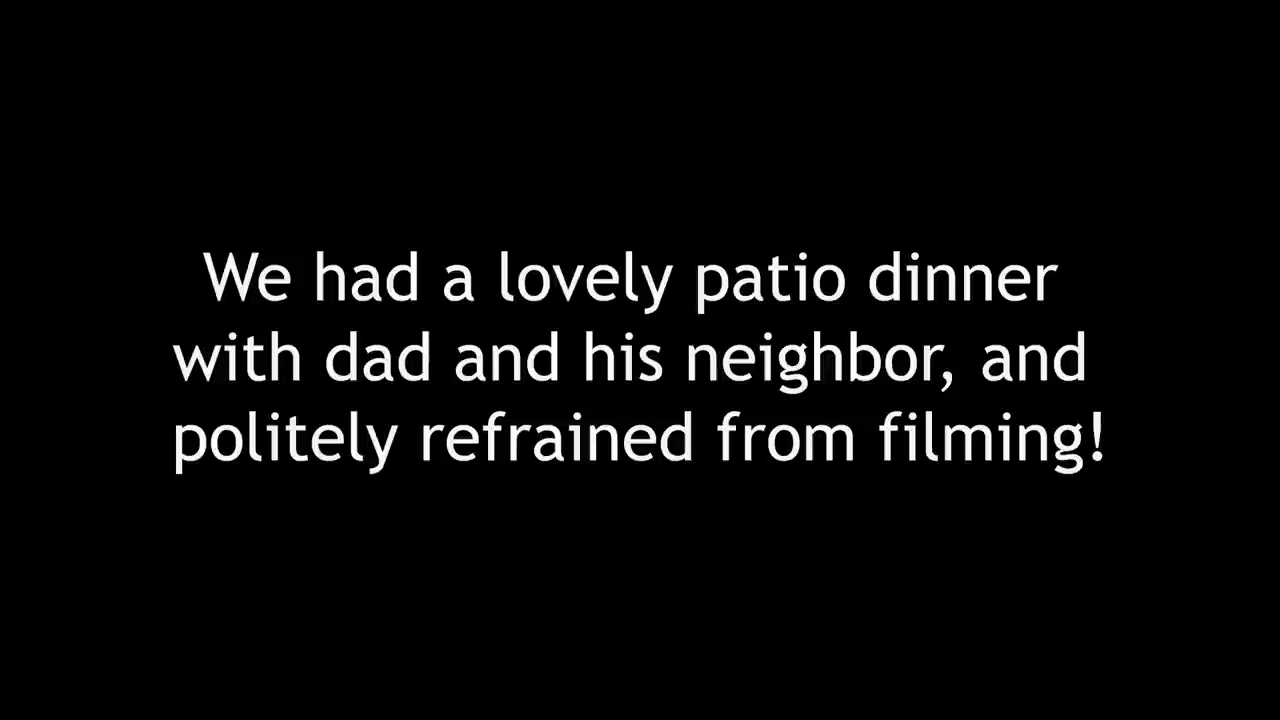 We had a lovely patio dinner
with dad and his neighbor, and
politely refrained from filming!